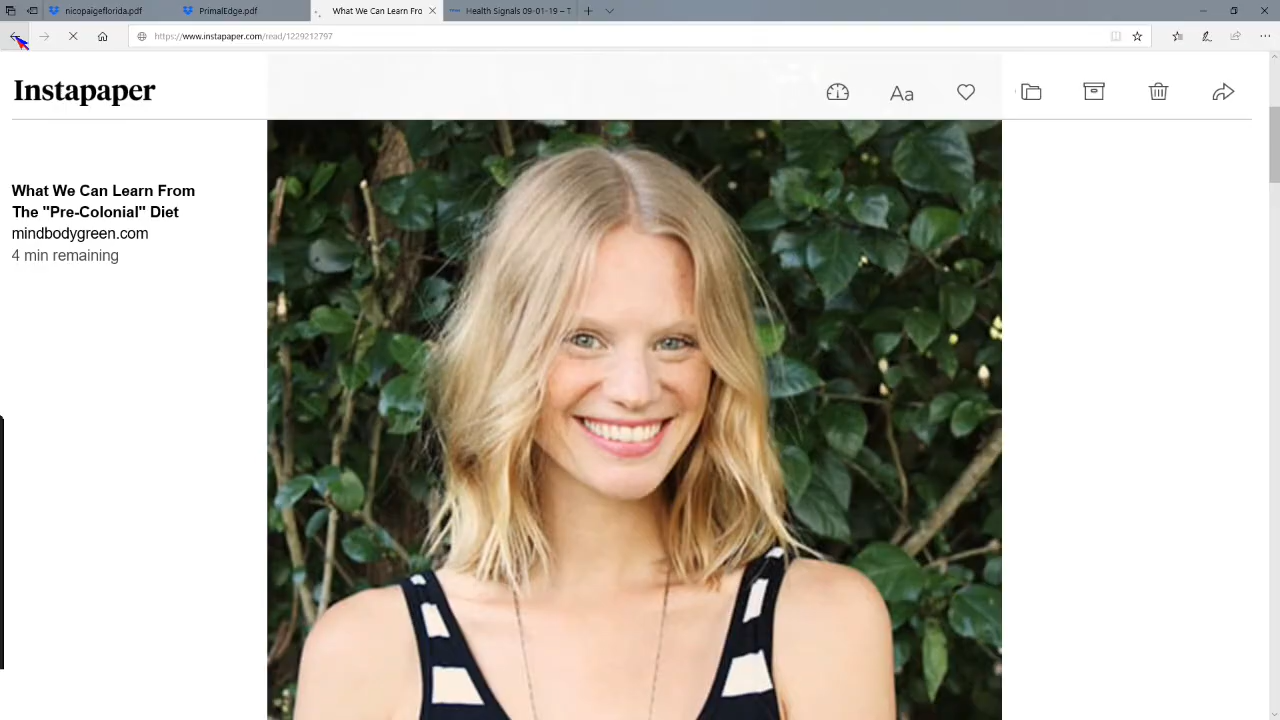 nicopaigeflorida.pdf
PrimalEdge.pdf
What We Can Learn Fro
Health Signals 09-01-19 – T
https://www.instapaper.com/read/1229212797
Instapaper
Aa
What We Can Learn From
The "Pre-Colonial" Diet
mindbodygreen.com
4 min remaining